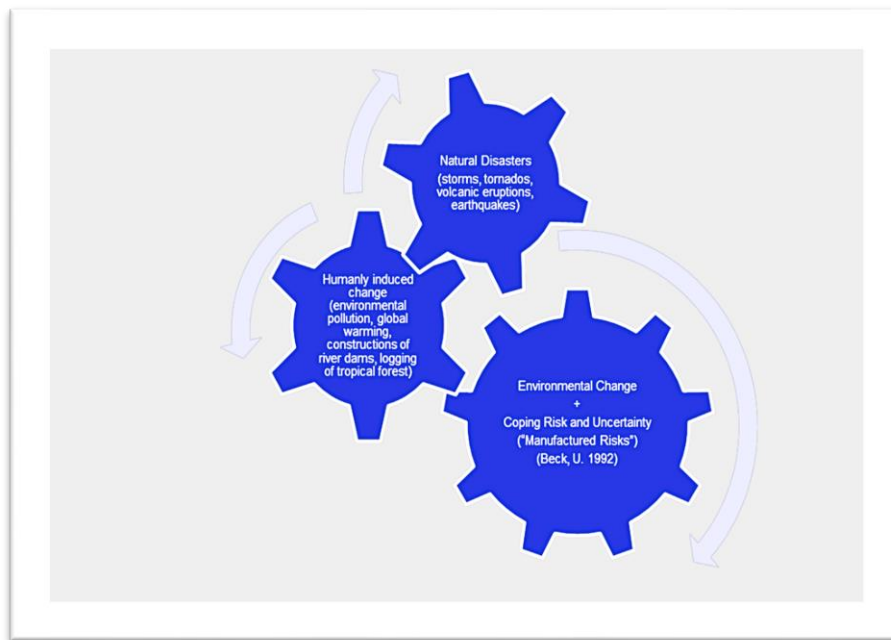 Natural Disasters
(storms, tornados,
volcanic eruptions,
earthquakes)
Humanly induced
change
(environmental
pollution, global
warming,
constructions of
river dams, logging
of tropical forest)
Environmental Change
+
Coping Risk and Uncertainty
("Manufactured Risks")
(Beck, U. 1992)